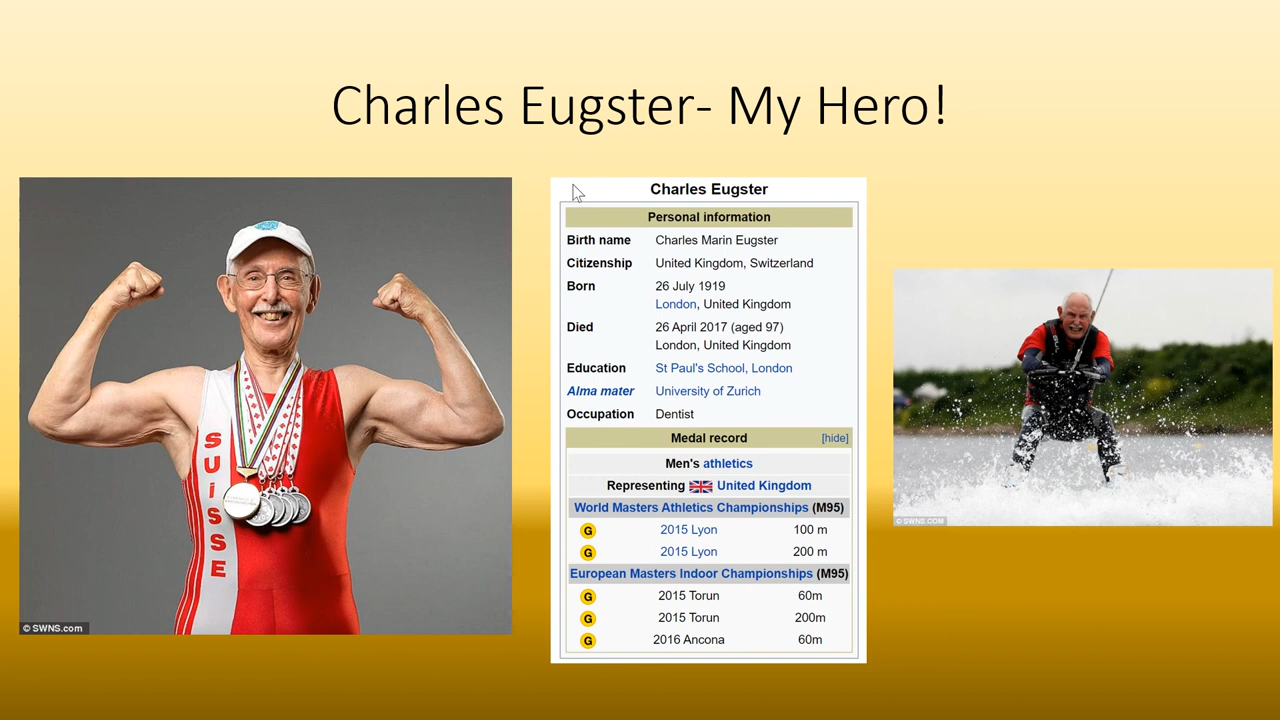 Charles Eugster- My Hero!
SUiSSE
© SWNS.com
Charles Eugster
Personal information
Birth name Charles Marin Eugster
Citizenship United Kingdom, Switzerland
Born 26 July 1919
London, United Kingdom
Died 26 April 2017 (aged 97)
London, United Kingdom
Education St Paul's School, London
Alma mater University of Zurich
Occupation Dentist
Medal record [hide]
Men's athletics
Representing United Kingdom
World Masters Athletics Championships (M95)
G 2015 Lyon 100 m
G 2015 Lyon 200 m
European Masters Indoor Championships (M95)
G 2015 Torun 60m
G 2015 Torun 200m
G 2016 Ancona 60m
© SWNS.COM